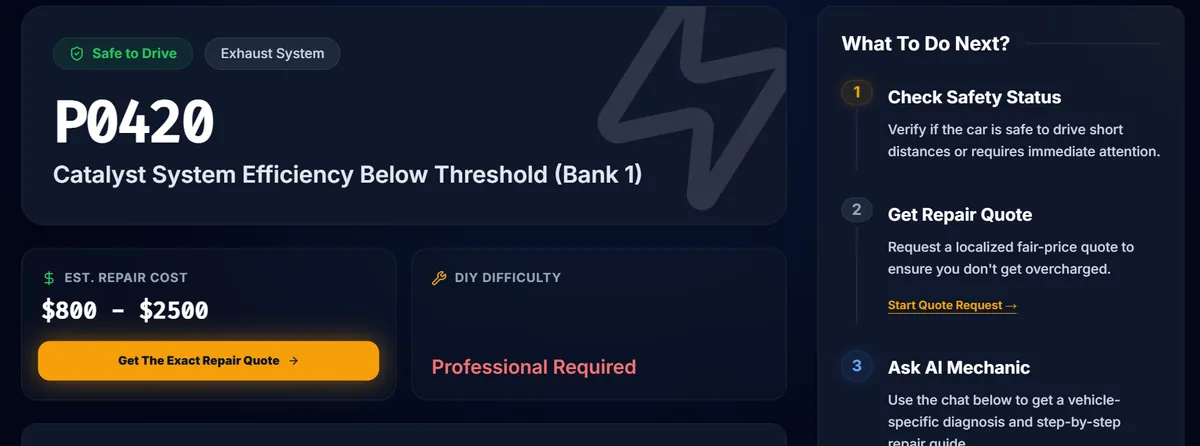 Safe to Drive
Exhaust System
P0420
Catalyst System Efficiency Below Threshold (Bank 1)
EST. REPAIR COST
$800 - $2500
Get The Exact Repair Quote →
DIY DIFFICULTY
Professional Required
What To Do Next?
1
Check Safety Status
Verify if the car is safe to drive short
distances or requires immediate attention.
2
Get Repair Quote
Request a localized fair-price quote to
ensure you don't get overcharged.
Start Quote Request →
3
Ask AI Mechanic
Use the chat below to get a vehicle-
specific diagnosis and step-by-step
repair guide.